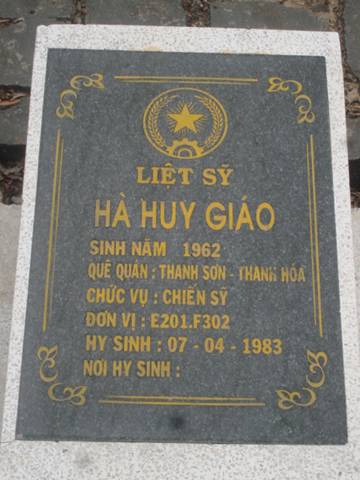 LIỆT SỸ
HÀ HUY GIÁO
SINH NĂM 1962
QUÊ QUÁN : THANH SƠN - THANH HÓA
CHỨC VỤ : CHIẾN SỸ
ĐƠN VỊ : E201.F302
HY SINH : 07 - 04 - 1983
NƠI HY SINH :